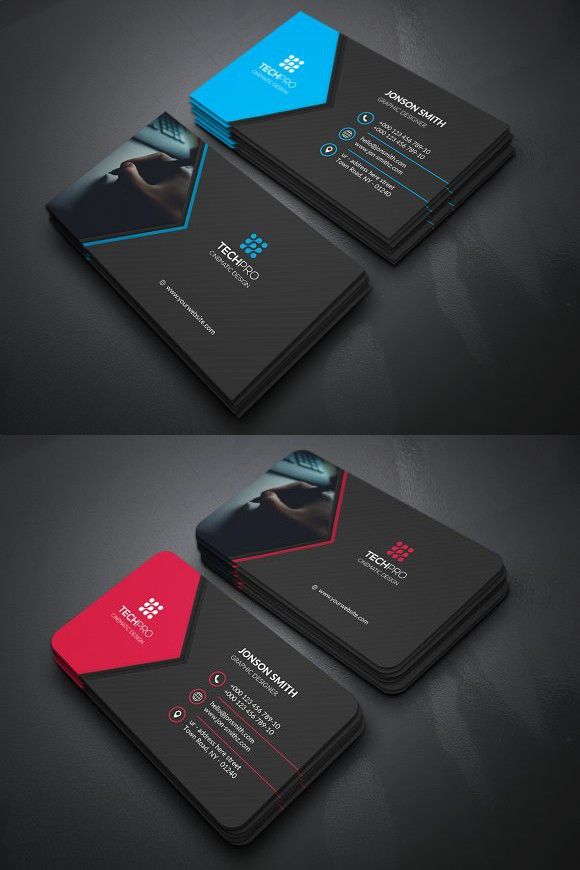 TECHPRO
CINEMATIC DESIGN
JONSON SMITH
GRAPHIC DESIGNER
+000 123 456 789-10
+000 123 456 789-10
hello@jonsmith.com
www.jon-smithz.com
ur - address here street
Town Road, NY - 01240
TECHPRO
CINEMATIC DESIGN
www.yourwebsite.com
TECHPRO
CINEMATIC DESIGN
www.yourwebsite.com
TECHPRO
CINEMATIC DESIGN
JONSON SMITH
GRAPHIC DESIGNER
+000 123 456 789-10
+000 123 456 789-10
hello@jonsmith.com
www.jon-smithz.com
ur - address here street
Town Road, NY - 01240